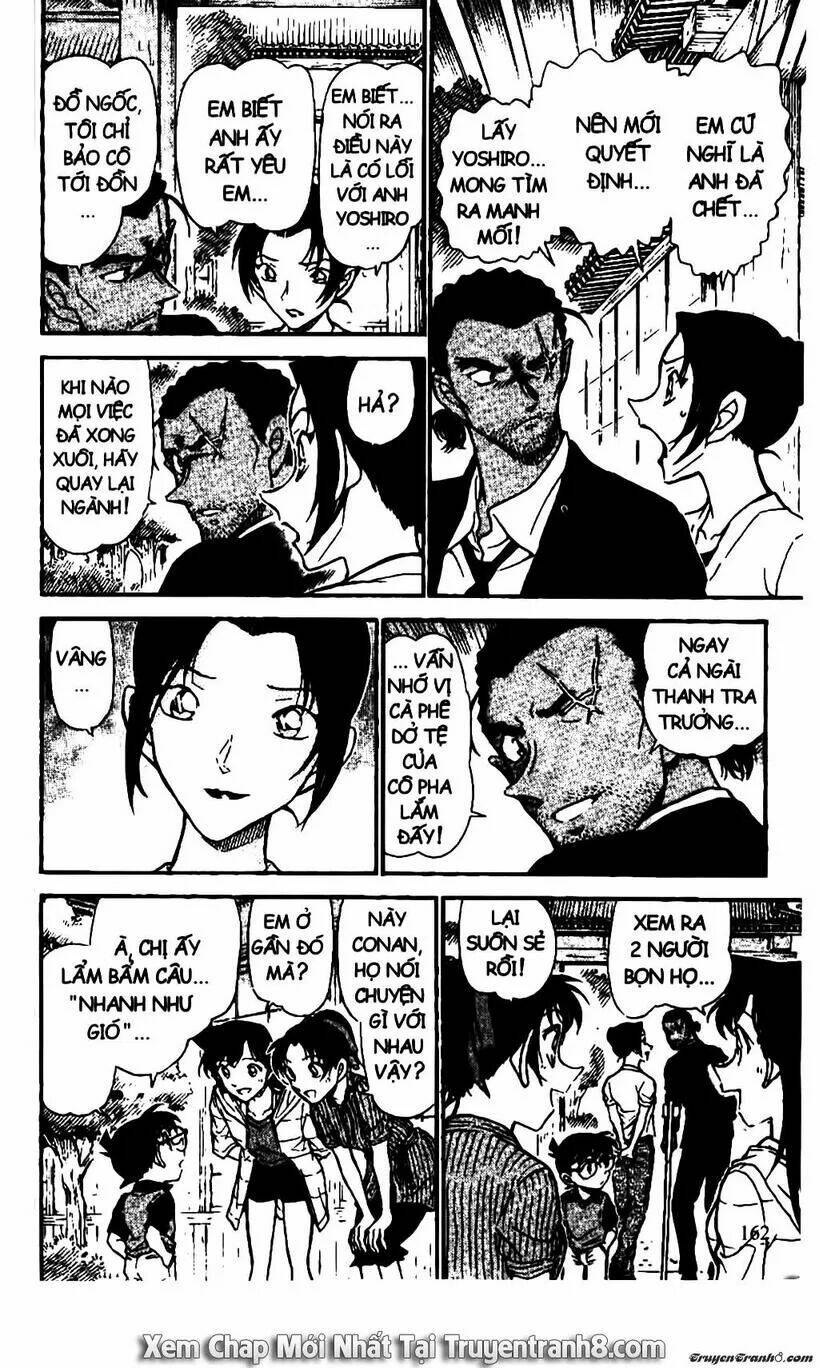 EM CỨ
NGHĨ LÀ
ANH ĐÃ
CHẾT...
NÊN MỚI
QUYẾT
ĐỊNH...
LẤY
YOSHIRO...
MONG TÌM
RA MANH
MỐI!
EM BIẾT...
NÓI RA
ĐIỀU NÀY
LÀ CÓ LỖI
VỚI ANH
YOSHIRO
...
EM BIẾT
ANH ẤY
RẤT YÊU
EM...
ĐỒ NGỐC,
TÔI CHỈ
BẢO CÔ
TỚI ĐỒN
...
HẢ?
KHI NÀO
MỌI VIỆC
ĐÃ XONG
XUÔI, HÃY
QUAY LẠI
NGÀNH!
NGAY
CẢ NGÀI
THANH TRA
TRƯỞNG...
... VẪN
NHỚ VỊ
CÀ PHÊ
DỞ TỆ
CỦA
CÔ PHA
LẮM
ĐẤY!
VÂNG
...
XEM RA
2 NGƯỜI
BỌN HỌ...
LẠI
SUÔN SẺ
RỒI!
NÀY
CONAN,
HỌ NÓI
CHUYỆN
GÌ VỚI
NHAU
VẬY?
EM Ở
GẦN ĐÓ
MÀ?
À, CHỊ ẤY
LẨM BẨM CÂU...
"NHANH NHƯ
GIÓ"...
162
Xem Chap Mới Nhất Tại Truyentranh8.com
TruyenTranh8.com